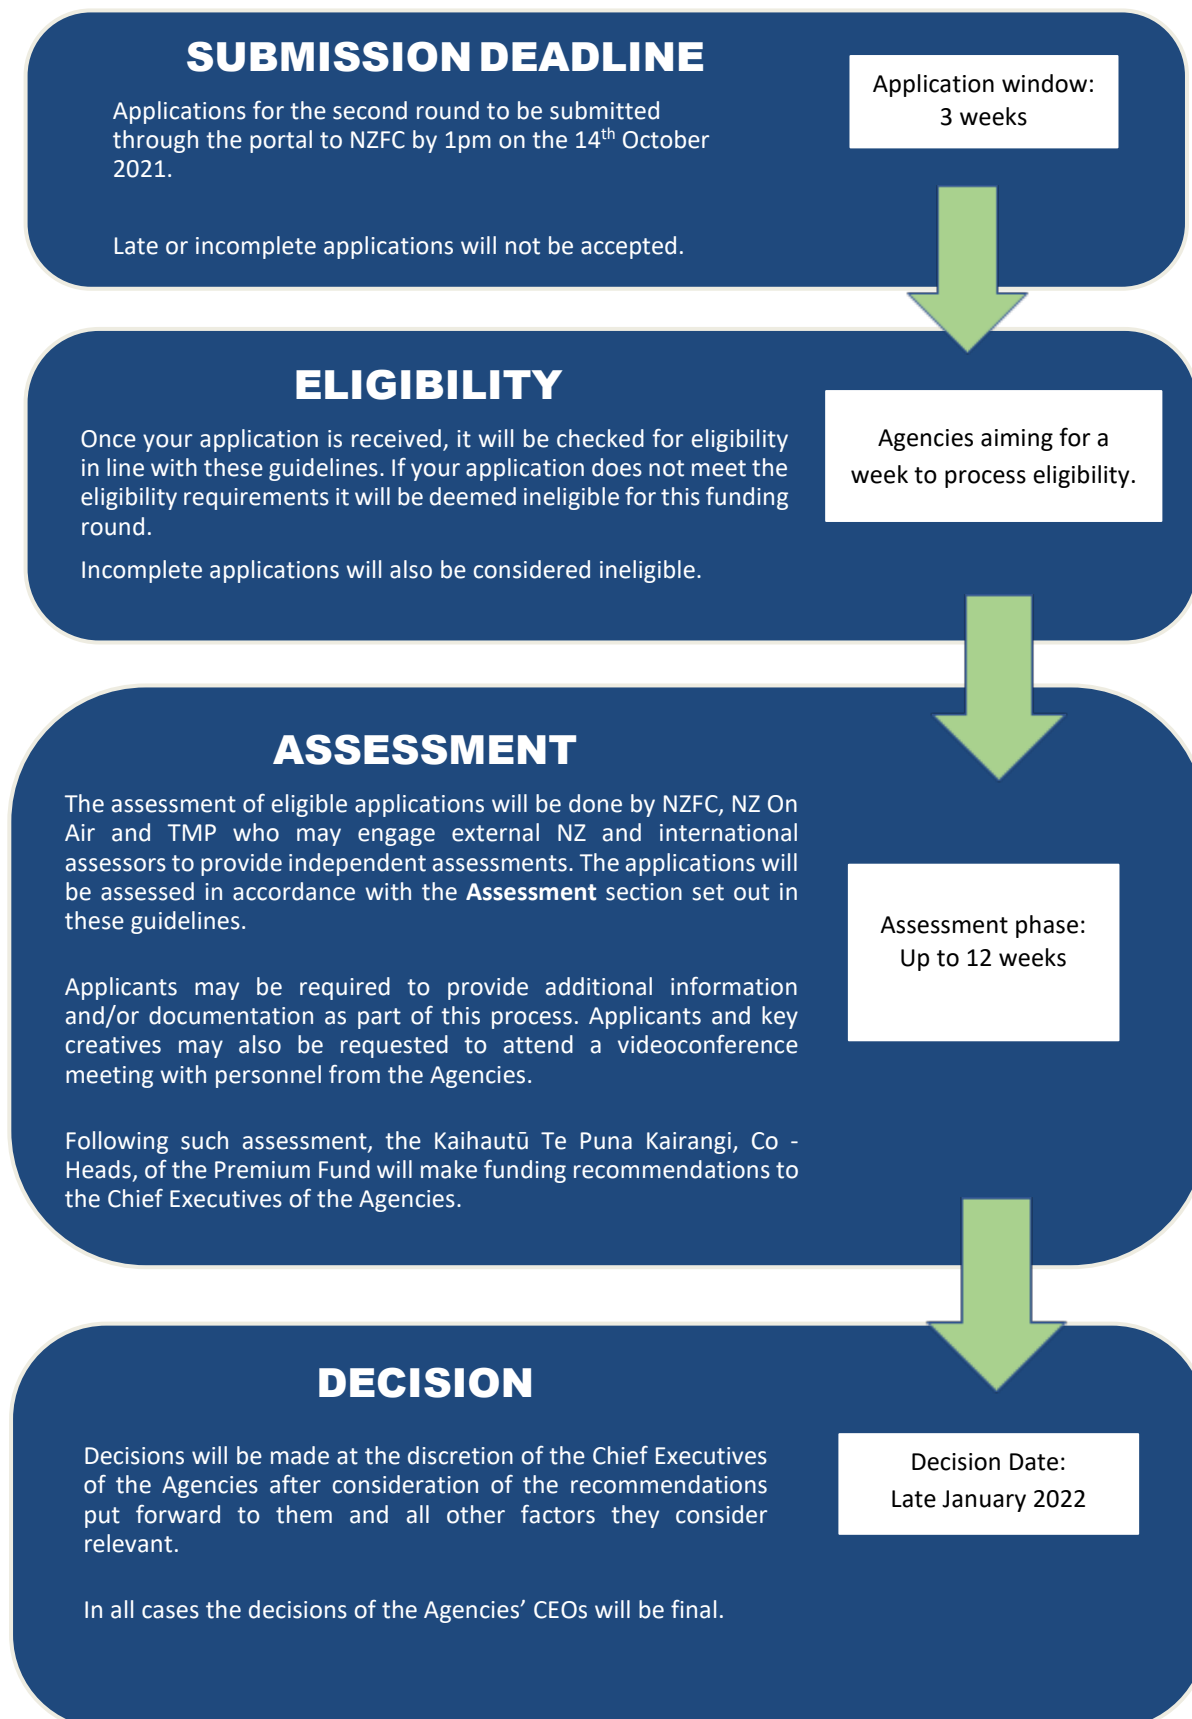 SUBMISSION DEADLINE
Applications for the second round to be submitted
through the portal to NZFC by 1pm on the 14th October
2021.
Late or incomplete applications will not be accepted.
Application window:
3 weeks
ELIGIBILITY
Once your application is received, it will be checked for eligibility
in line with these guidelines. If your application does not meet the
eligibility requirements it will be deemed ineligible for this funding
round.
Incomplete applications will also be considered ineligible.
Agencies aiming for a
week to process eligibility.
ASSESSMENT
The assessment of eligible applications will be done by NZFC, NZ On
Air and TMP who may engage external NZ and international
assessors to provide independent assessments. The applications will
be assessed in accordance with the Assessment section set out in
these guidelines.
Applicants may be required to provide additional information
and/or documentation as part of this process. Applicants and key
creatives may also be requested to attend a videoconference
meeting with personnel from the Agencies.
Following such assessment, the Kaihautū Te Puna Kairangi, Co -
Heads, of the Premium Fund will make funding recommendations to
the Chief Executives of the Agencies.
Assessment phase:
Up to 12 weeks
DECISION
Decisions will be made at the discretion of the Chief Executives
of the Agencies after consideration of the recommendations
put forward to them and all other factors they consider
relevant.
In all cases the decisions of the Agencies’ CEOs will be final.
Decision Date:
Late January 2022